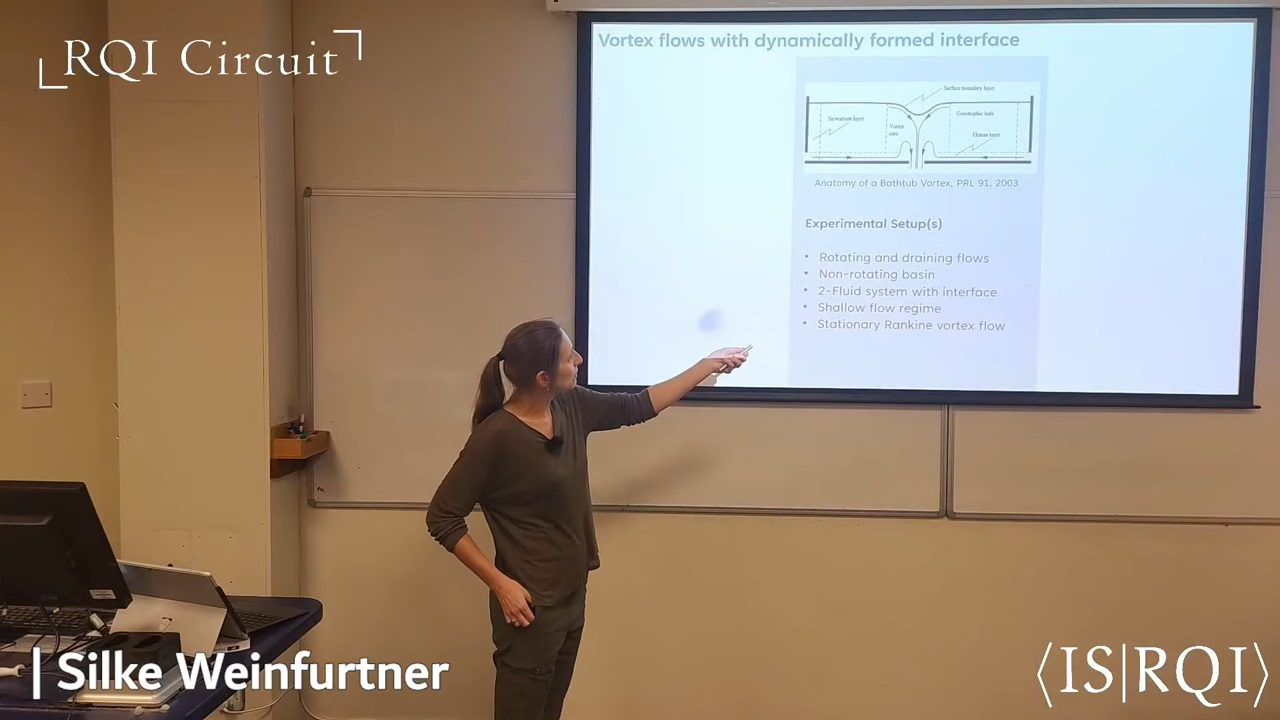 RQI Circuit
Vortex flows with dynamically formed interface
Surface boundary layer
Stewartson layer
Vortex
core
Geostrophic bulk
Ekman layer
Anatomy of a Bathtub Vortex, PRL 91, 2003
Experimental Setup(s)
• Rotating and draining flows
• Non-rotating basin
• 2-Fluid system with interface
• Shallow flow regime
• Stationary Rankine vortex flow
| Silke Weinfurtner
⟨IS|RQI⟩